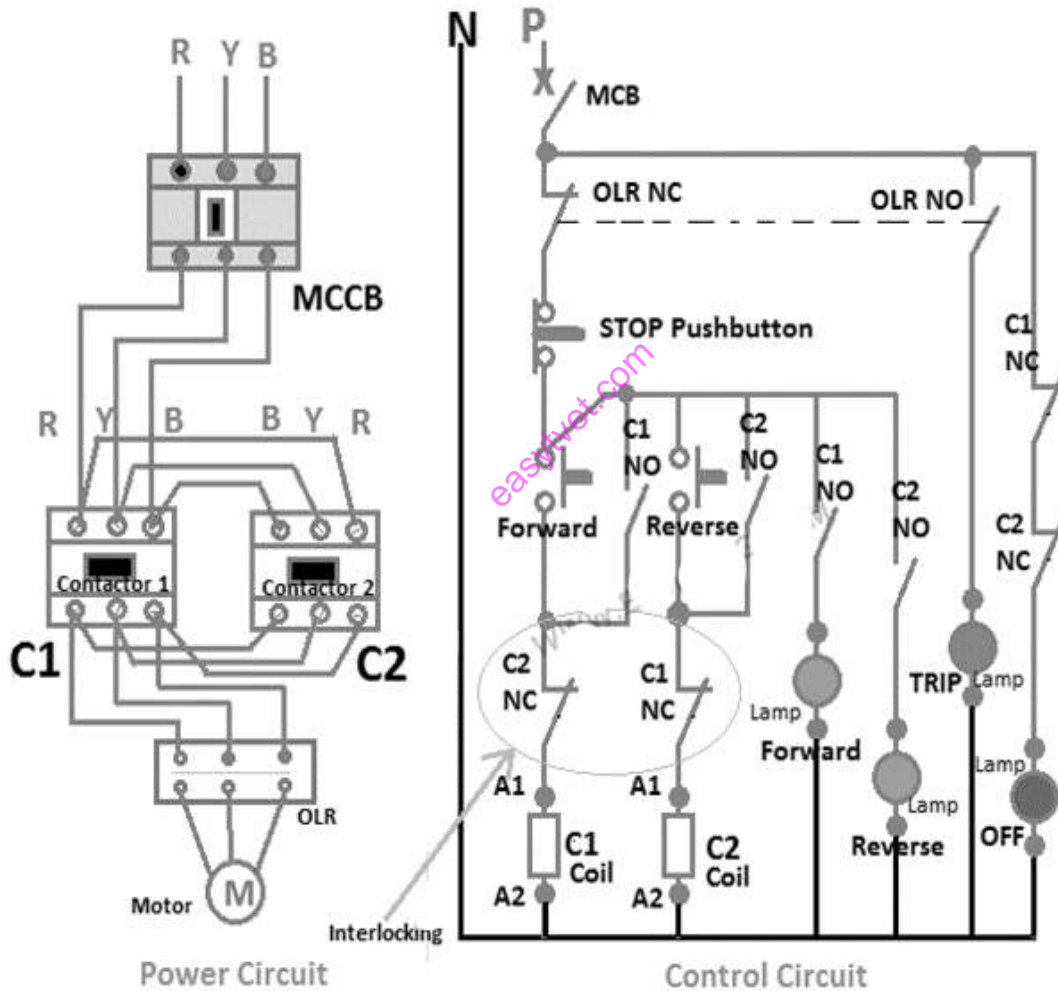 R Y B
MCCB
R Y B B Y R
Contactor 1
Contactor 2
C1
C2
OLR
M
Motor
Interlocking
Power Circuit
N P
X
MCB
OLR NC
OLR NO
STOP Pushbutton
C1
NC
C1
NO
C2
NO
C1
NO
C2
NO
C2
NC
Forward
Reverse
C2
NC
C1
NC
Lamp
Forward
TRIP
Lamp
Lamp
Reverse
Lamp
OFF
A1
A1
C1
Coil
C2
Coil
A2
A2
Control Circuit
easytvet.com